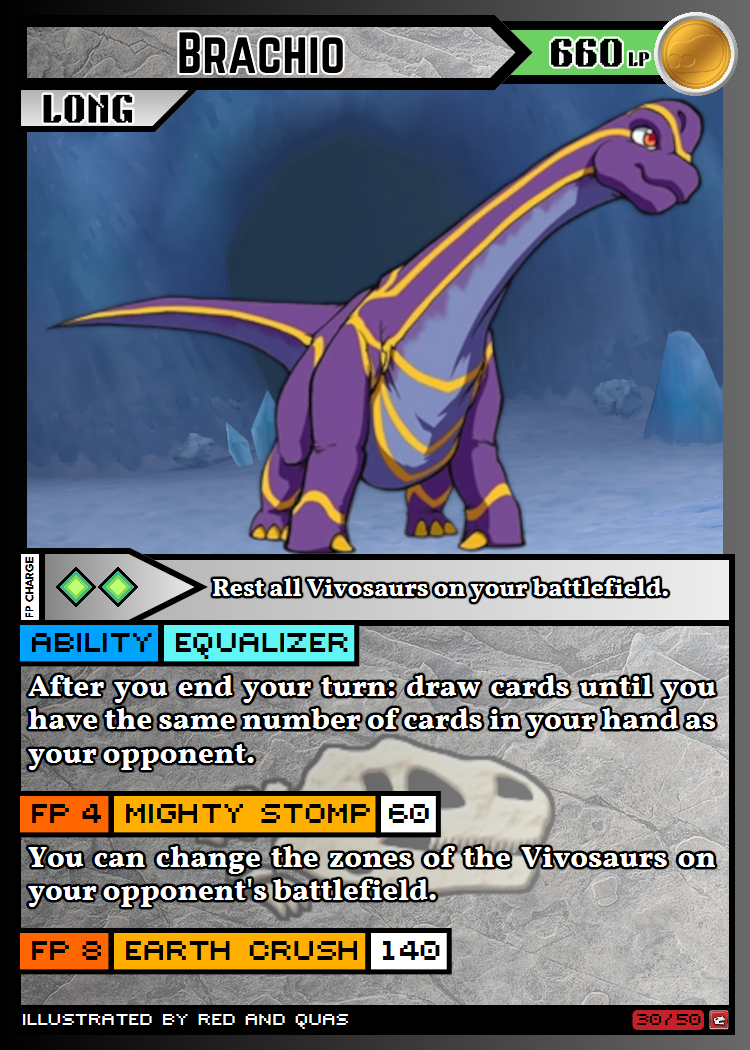 BRACHIO
660 LP
LONG
FP CHARGE
Rest all Vivosaurs on your battlefield.
ABILITY EQUALIZER
After you end your turn: draw cards until you
have the same number of cards in your hand as
your opponent.
FP 4 MIGHTY STOMP 60
You can change the zones of the Vivosaurs on
your opponent's battlefield.
FP 8 EARTH CRUSH 140
ILLUSTRATED BY RED AND QUAS
30/50